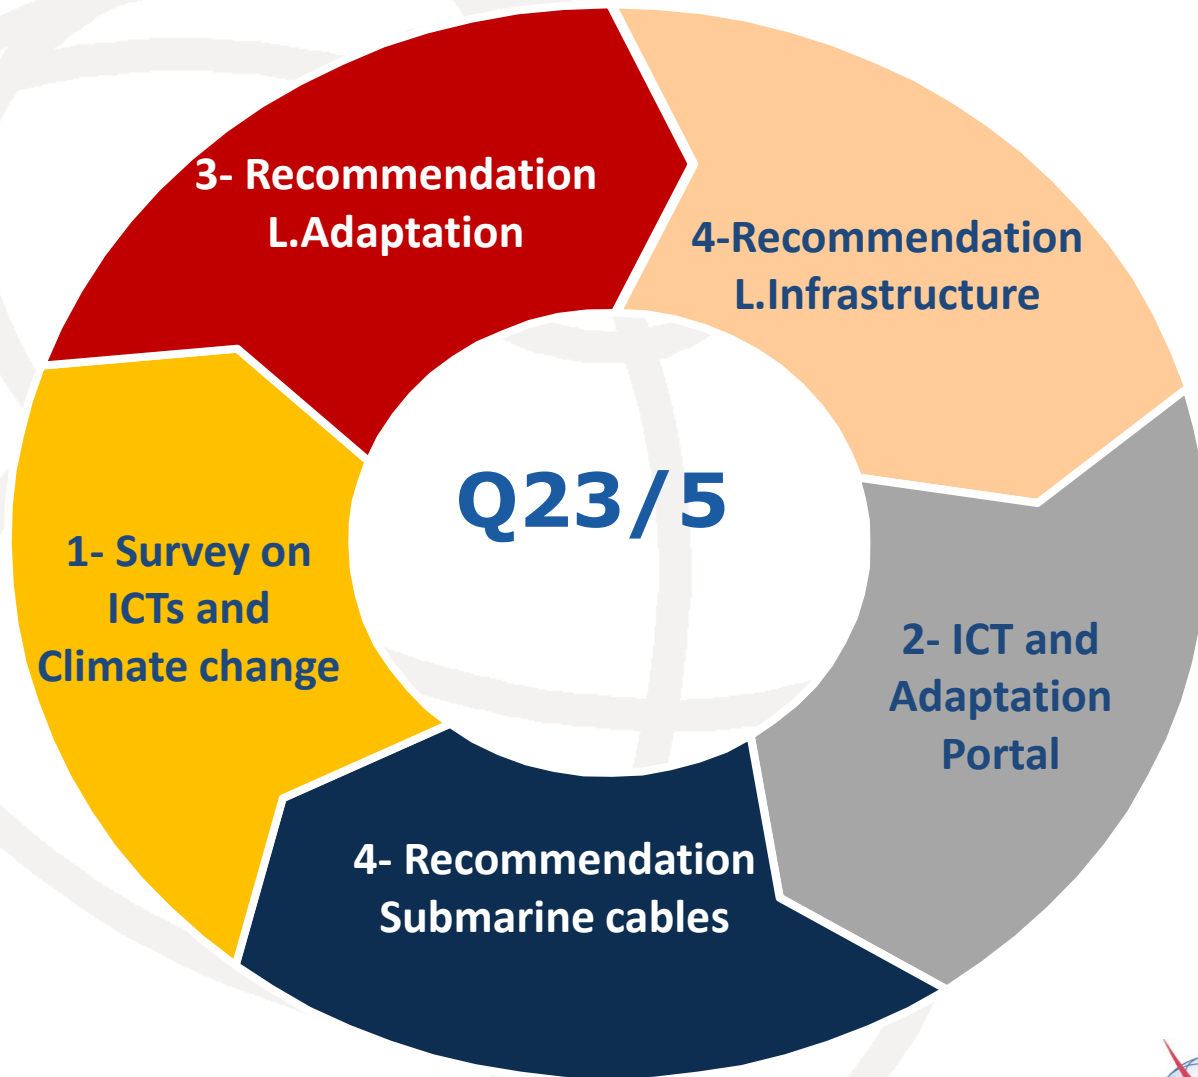 3- Recommendation
L.Adaptation
4-Recommendation
L.Infrastructure
Q23/5
1- Survey on
ICTs and
Climate change
2- ICT and
Adaptation
Portal
4- Recommendation
Submarine cables